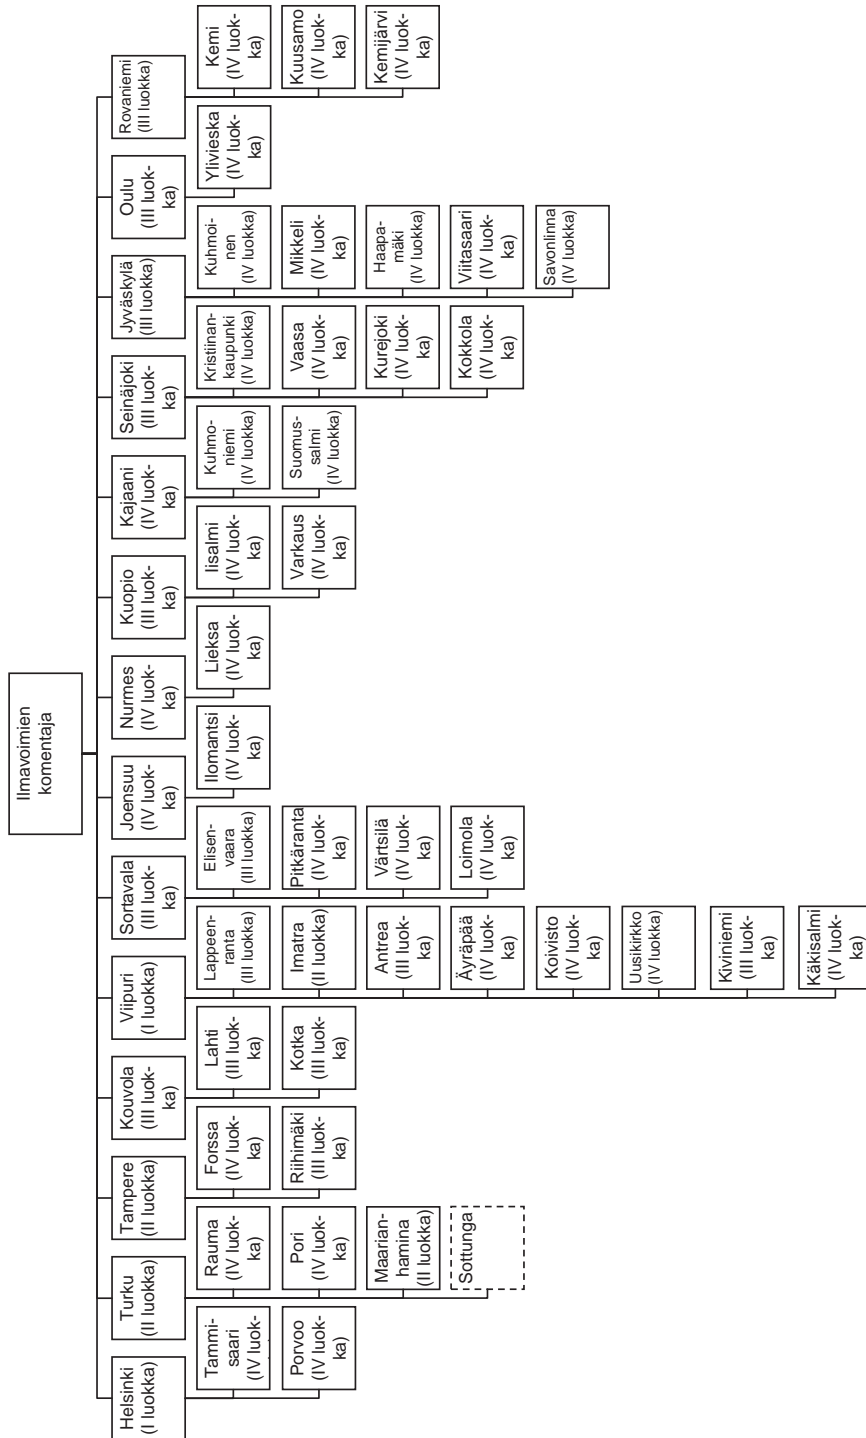 Ilmavoimien
komentaja
Helsinki
(I luokka)
Tammi-
saari
(IV luok-
Porvoo
(IV luok-
ka)
Turku
(II luokka)
Rauma
(IV luok-
ka)
Pori
(IV luok-
ka)
Maarian-
hamina
(II luokka)
Sottunga
Tampere
(II luokka)
Forssa
(IV luok-
ka)
Riihimäki
(III luok-
ka)
Kouvola
(III luok-
ka)
Lahti
(III luok-
ka)
Kotka
(III luok-
ka)
Viipuri
(I luokka)
Lappeen-
ranta
(III luokka)
Imatra
(II luokka)
Antrea
(III luok-
ka)
Äyräpää
(IV luok-
ka)
Koivisto
(IV luok-
ka)
Uusikirkko
(IV luokka)
Kiviniemi
(III luok-
ka)
Käkisalmi
(IV luok-
ka)
Sortavala
(III luok-
ka)
Elisen-
vaara
(III luokka)
Pitkäranta
(IV luok-
ka)
Värtsilä
(IV luok-
ka)
Loimola
(IV luok-
ka)
Joensuu
(IV luok-
ka)
Ilomantsi
(IV luok-
ka)
Nurmes
(IV luok-
ka)
Lieksa
(IV luok-
ka)
Kuopio
(III luok-
ka)
Iisalmi
(IV luok-
ka)
Varkaus
(IV luok-
ka)
Kajaani
(IV luok-
ka)
Kuhmo-
niemi
(IV luokka)
Suomus-
salmi
(IV luokka)
Seinäjoki
(III luok-
ka)
Kristiinan-
kaupunki
(IV luokka)
Vaasa
(IV luok-
ka)
Kurejoki
(IV luok-
ka)
Kokkola
(IV luok-
ka)
Jyväskylä
(III luokka)
Kuhmoi-
nen
(IV luokka)
Mikkeli
(IV luok-
ka)
Haapa-
mäki
(IV luokka)
Viitasaari
(IV luok-
ka)
Savonlinna
(IV luokka)
Oulu
(III luok-
ka)
Ylivieska
(IV luok-
ka)
Rovaniemi
(III luokka)
Kemi
(IV luok-
ka)
Kuusamo
(IV luok-
ka)
Kemijärvi
(IV luok-
ka)